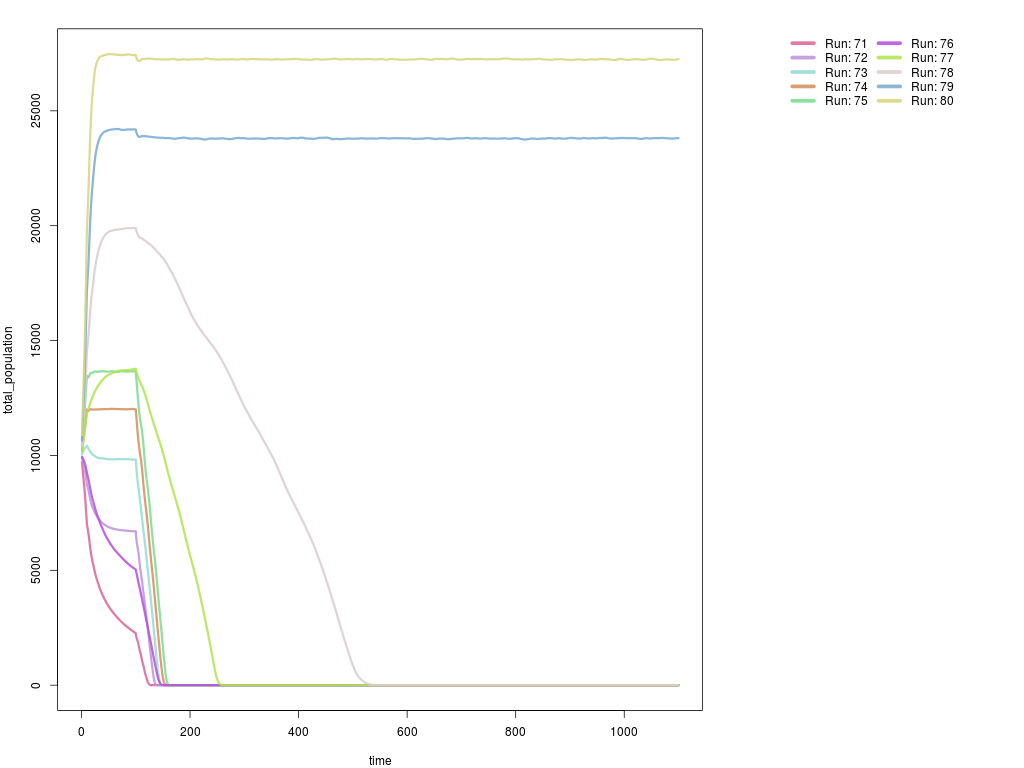 Run: 71
Run: 72
Run: 73
Run: 74
Run: 75
Run: 76
Run: 77
Run: 78
Run: 79
Run: 80
total_population
25000
20000
15000
10000
5000
0
0 200 400 600 800 1000
time